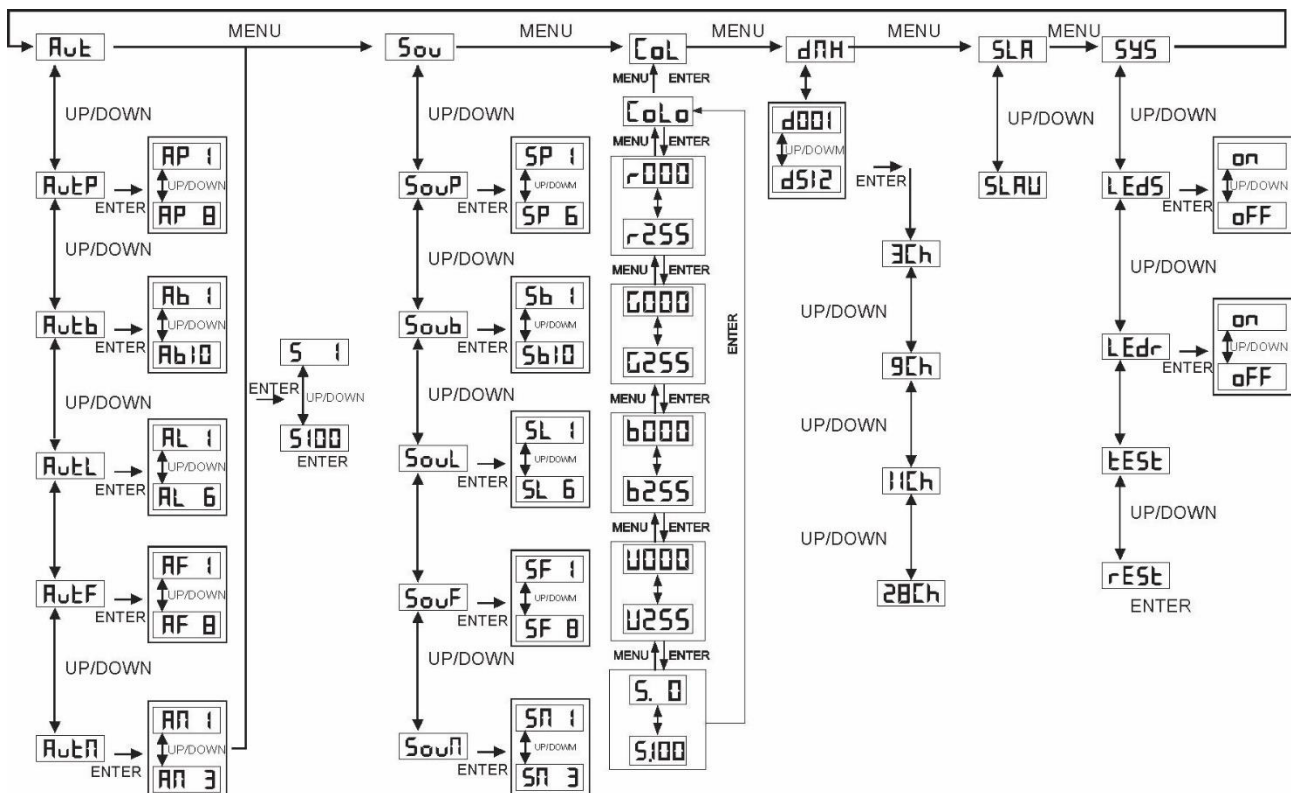 MENU
MENU
MENU
MENU
MENU
Aut
Sou
CoL
dMH
SLA
SYS
UP/DOWN
AutP
ENTER
AP 1
UP/DOWN
AP 8
UP/DOWN
Autb
ENTER
Ab 1
UP/DOWN
Ab10
UP/DOWN
AutL
ENTER
AL 1
UP/DOWN
AL 6
AutF
ENTER
AF 1
UP/DOWN
AF 8
UP/DOWN
AutM
ENTER
AM 1
UP/DOWN
AM 3
ENTER
S 1
UP/DOWN
S100
ENTER
UP/DOWN
SouP
ENTER
SP 1
UP/DOWM
SP 6
UP/DOWN
Soub
ENTER
Sb 1
UP/DOWM
Sb10
UP/DOWN
SouL
ENTER
SL 1
UP/DOWM
SL 6
SouF
ENTER
SF 1
UP/DOWM
SF 8
UP/DOWN
SouM
ENTER
SM 1
UP/DOWM
SM 3
MENU ENTER
CoLo
MENU ENTER
r000
r255
MENU ENTER
G000
G255
MENU ENTER
b000
b255
MENU ENTER
U000
U255
MENU ENTER
S. 0
S.100
ENTER
d001
UP/DOWM
d512
ENTER
3Ch
UP/DOWN
9Ch
UP/DOWN
11Ch
UP/DOWN
28Ch
UP/DOWN
SLAU
UP/DOWN
LEdS
ENTER
on
UP/DOWN
oFF
UP/DOWN
LEdr
ENTER
on
UP/DOWN
oFF
tESt
UP/DOWN
rESt
ENTER